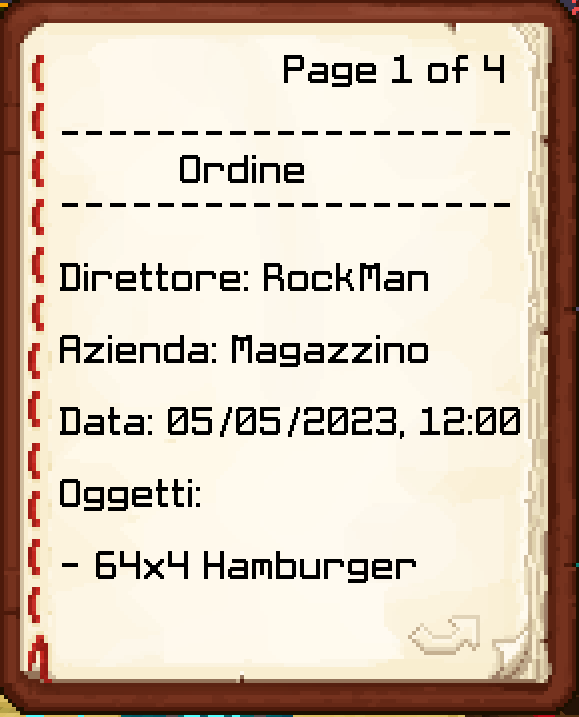 Page 1 of 4
-------------------
Ordine
-------------------
Direttore: RockMan
Azienda: Magazzino
Data: 05/05/2023, 12:00
Oggetti:
- 64x4 Hamburger